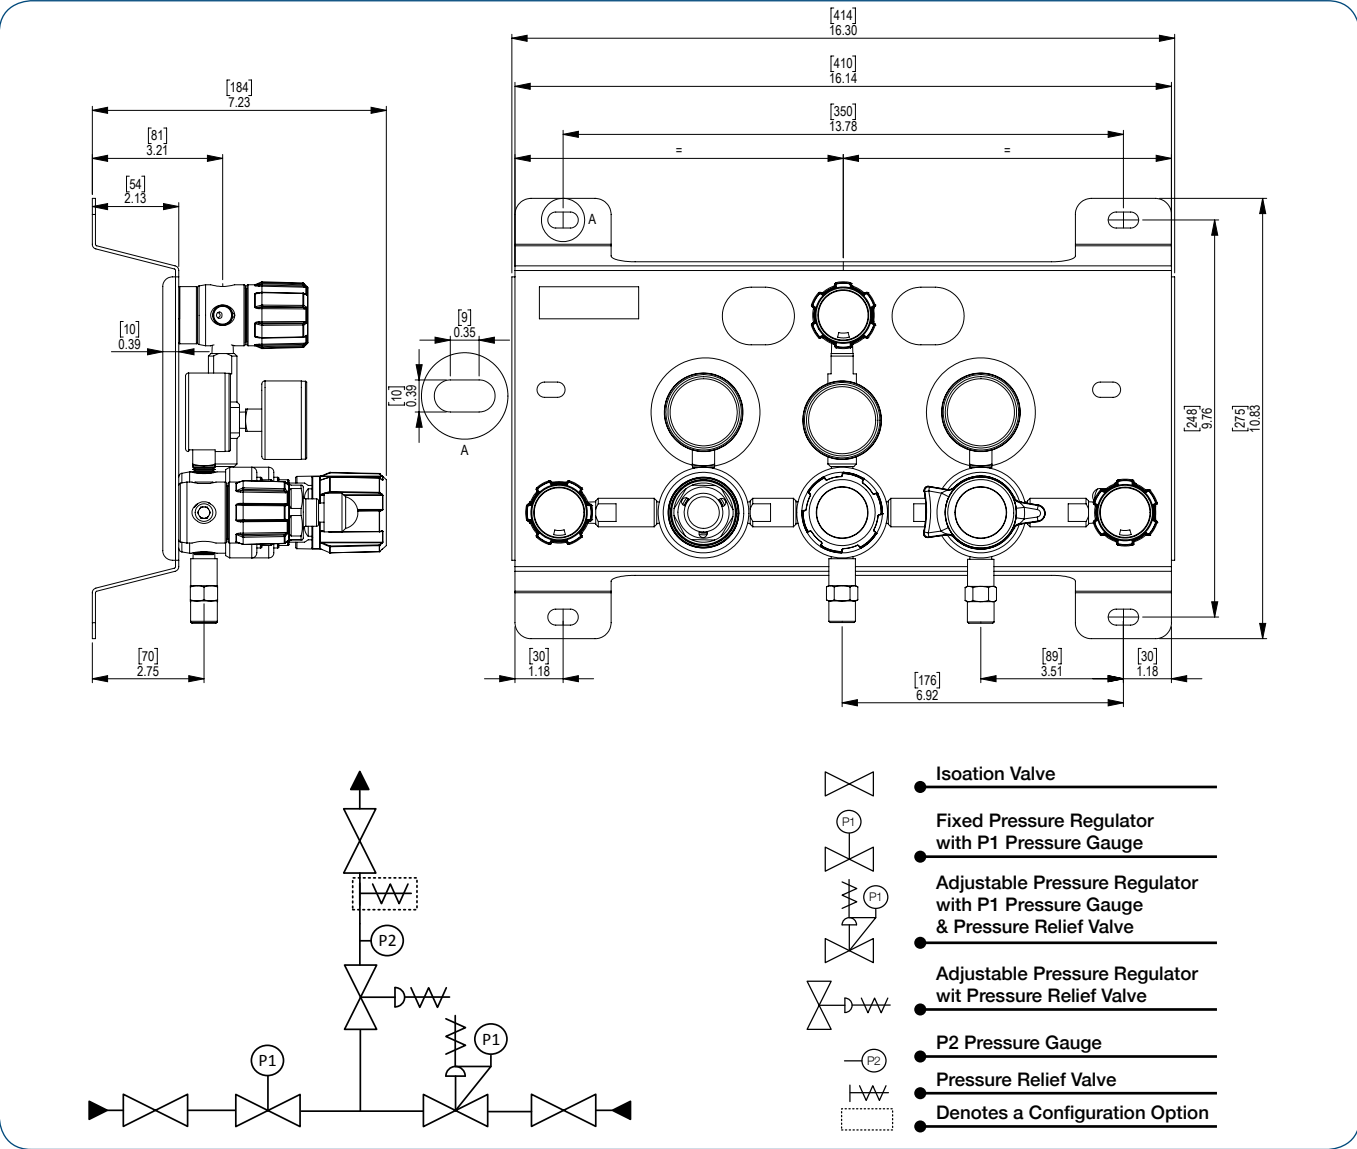 [414]
16.30
[410]
16.14
[350]
13.78
= =
[184]
7.23
[81]
3.21
[54]
2.13
A
[10]
0.39
[9]
0.35
[10]
0.39
A
[248]
9.76
[275]
10.83
[70]
2.75
[30]
1.18
[176]
6.92
[89]
3.51
[30]
1.18
P2
P1
P1
Isoation Valve
P1
Fixed Pressure Regulator
with P1 Pressure Gauge
P1
Adjustable Pressure Regulator
with P1 Pressure Gauge
& Pressure Relief Valve
Adjustable Pressure Regulator
wit Pressure Relief Valve
P2
P2 Pressure Gauge
Pressure Relief Valve
Denotes a Configuration Option